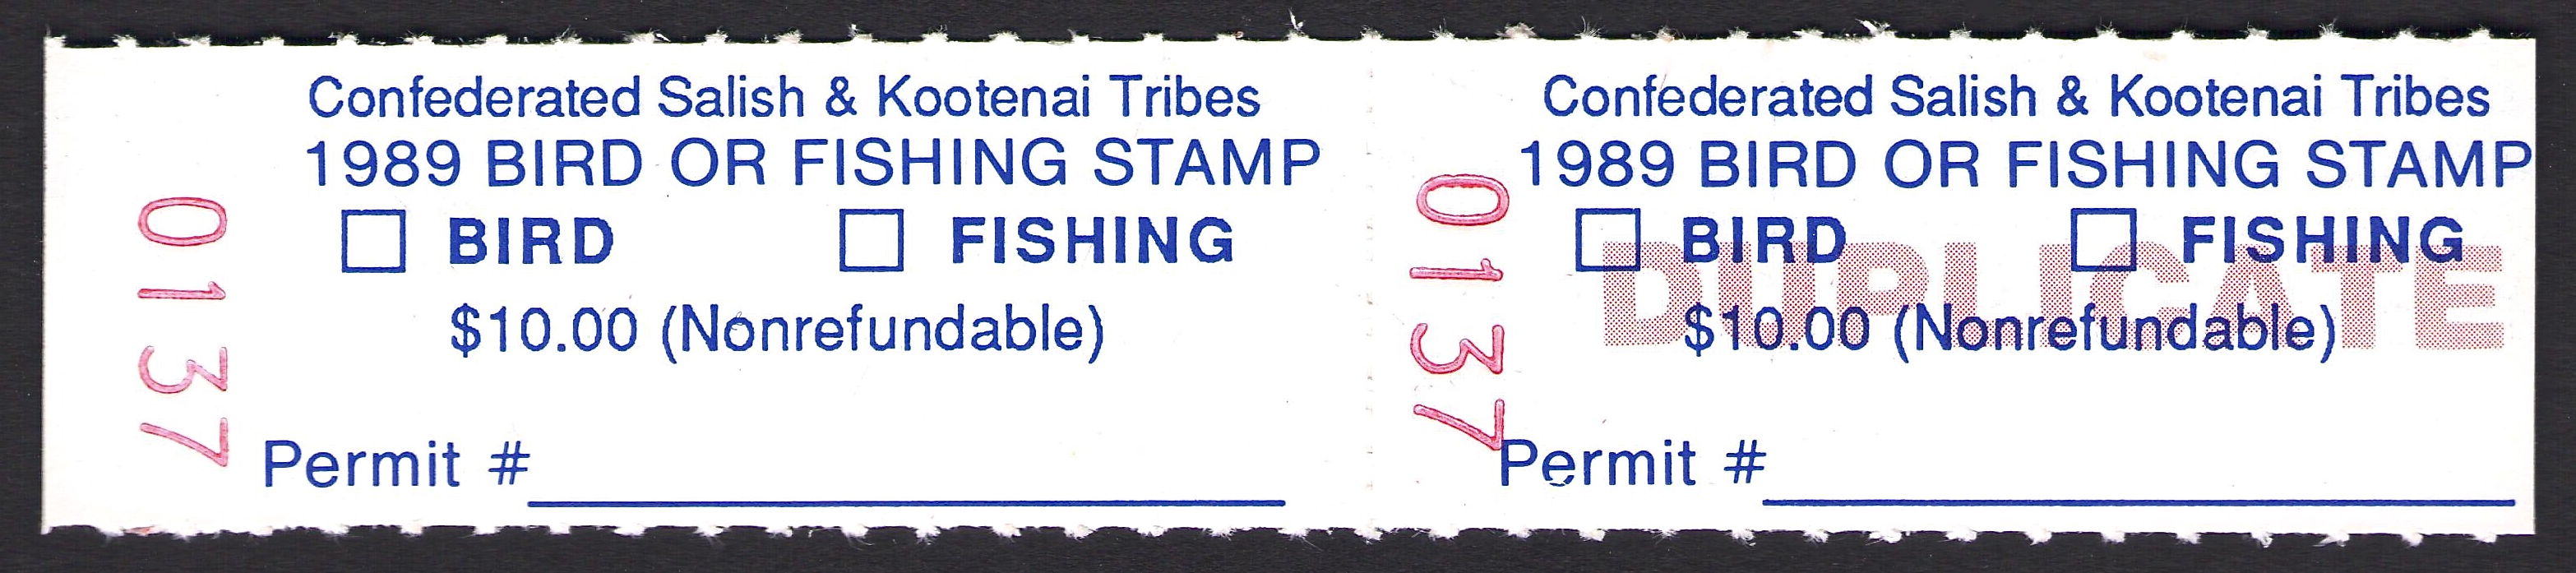 0137
Confederated Salish & Kootenai Tribes
1989 BIRD OR FISHING STAMP
BIRD FISHING
$10.00 (Nonrefundable)
Permit #
0137
Confederated Salish & Kootenai Tribes
1989 BIRD OR FISHING STAMP
BIRD FISHING
DUPLICATE
$10.00 (Nonrefundable)
Permit #